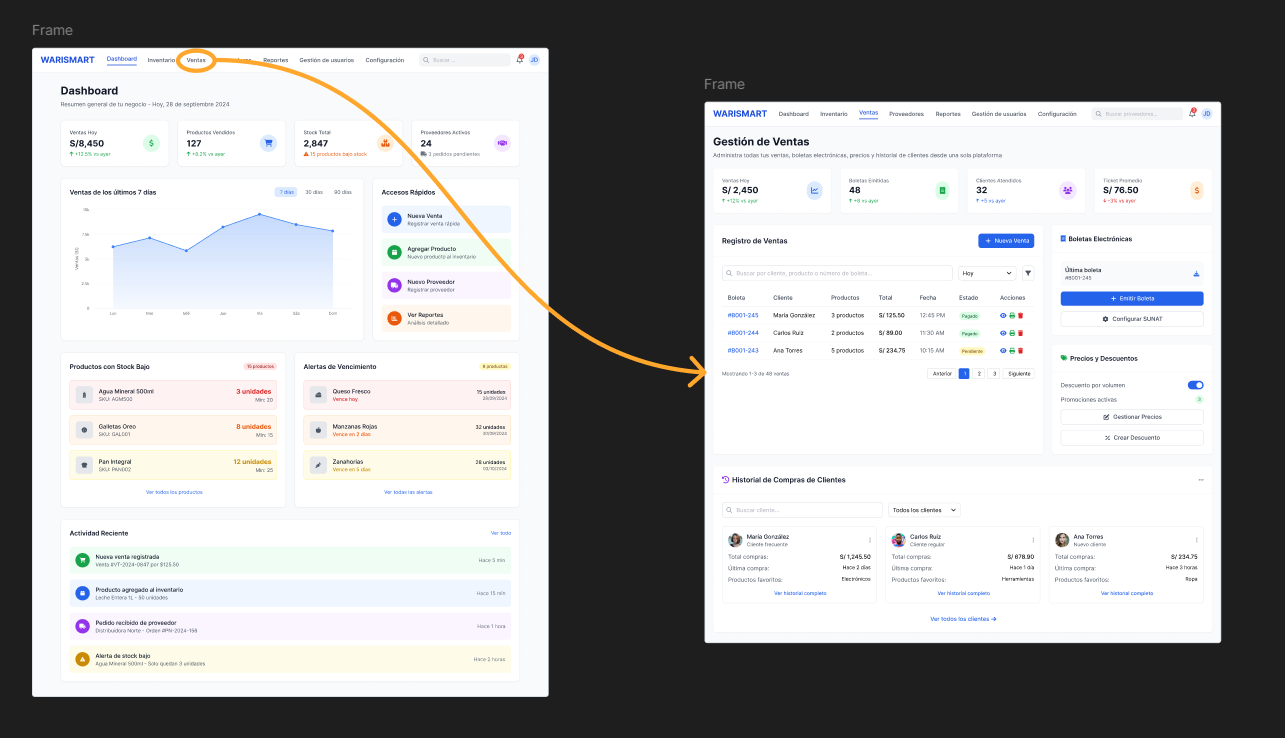 Frame
WARISMART Dashboard Inventario Ventas Reportes Gestión de usuarios Configuración Buscar... JD
Dashboard
Resumen general de tu negocio - Hoy, 28 de septiembre 2024
Ventas Hoy
S/8,450
+12.5% vs ayer
Productos Vendidos
127
+8.2% vs ayer
Stock Total
2,847
15 productos bajo stock
Proveedores Activos
24
3 pedidos pendientes
Ventas de los últimos 7 días 7 días 30 días 90 días
10k
7.5k
5k
2.5k
0
Ventas (S/)
Lun Mar Mié Jue Vie Sáb Dom
Accesos Rápidos
Nueva Venta
Registrar venta rápida
Agregar Producto
Nuevo producto al inventario
Nuevo Proveedor
Registrar proveedor
Ver Reportes
Análisis detallado
Productos con Stock Bajo 15 productos
Agua Mineral 500ml 3 unidades
SKU: AGM500 Min: 20
Galletas Oreo 8 unidades
SKU: GAL001 Min: 15
Pan Integral 12 unidades
SKU: PAN002 Min: 25
Ver todos los productos
Alertas de Vencimiento 8 productos
Queso Fresco 15 unidades
Vence hoy 28/09/2024
Manzanas Rojas 32 unidades
Vence en 2 días 30/09/2024
Zanahorias 28 unidades
Vence en 5 días 03/10/2024
Ver todas las alertas
Actividad Reciente Ver todo
Nueva venta registrada
Venta #VT-2024-0847 por $125.50 Hace 5 min
Producto agregado al inventario
Leche Entera 1L - 50 unidades Hace 15 min
Pedido recibido de proveedor
Distribuidora Norte - Orden #PN-2024-156 Hace 1 hora
Alerta de stock bajo
Agua Mineral 500ml - Solo quedan 3 unidades Hace 2 horas
Frame
WARISMART Dashboard Inventario Ventas Proveedores Reportes Gestión de usuarios Configuración Buscar proveedores... JD
Gestión de Ventas
Administra todas tus ventas, boletas electrónicas, precios y historial de clientes desde una sola plataforma
Ventas Hoy
S/ 2,450
+12% vs ayer
Boletas Emitidas
48
+8 vs ayer
Clientes Atendidos
32
+5 vs ayer
Ticket Promedio
S/ 76.50
-3% vs ayer
Registro de Ventas + Nueva Venta
Buscar por cliente, producto o número de boleta... Hoy
Boleta Cliente Productos Total Fecha Estado Acciones
#B001-245 María González 3 productos S/ 125.50 12:45 PM Pagado
#B001-244 Carlos Ruiz 2 productos S/ 89.00 11:30 AM Pagado
#B001-243 Ana Torres 5 productos S/ 234.75 10:15 AM Pendiente
Mostrando 1-3 de 48 ventas Anterior 1 2 3 Siguiente
Boletas Electrónicas
Última boleta
#B001-245
+ Emitir Boleta
Configurar SUNAT
Precios y Descuentos
Descuento por volumen
Promociones activas 3
Gestionar Precios
Crear Descuento
Historial de Compras de Clientes
Buscar cliente... Todos los clientes
María González
Cliente frecuente
Total compras: S/ 1,245.50
Última compra: Hace 2 días
Productos favoritos: Electrónicos
Ver historial completo
Carlos Ruiz
Cliente regular
Total compras: S/ 678.90
Última compra: Hace 1 día
Productos favoritos: Herramientas
Ver historial completo
Ana Torres
Nuevo cliente
Total compras: S/ 234.75
Última compra: Hace 3 horas
Productos favoritos: Ropa
Ver historial completo
Ver todos los clientes